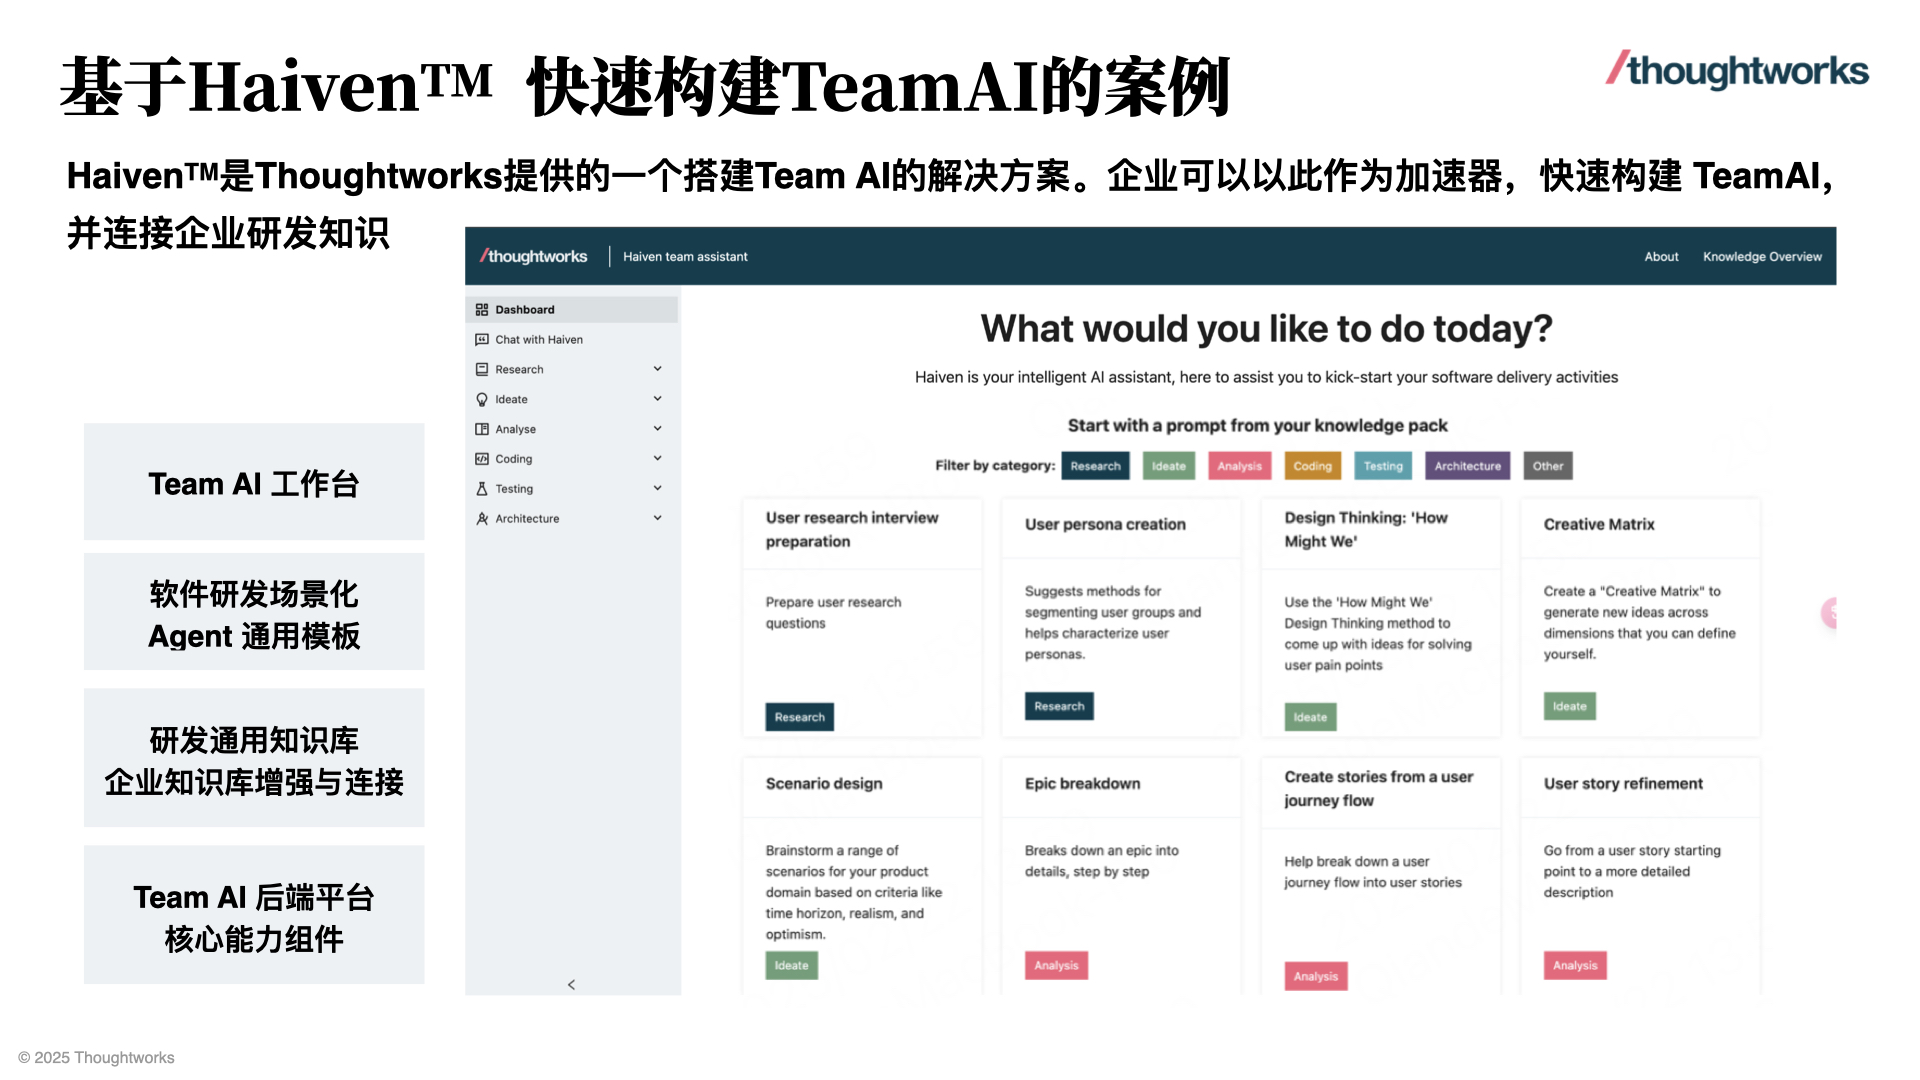 基于Haiven™ 快速构建TeamAI的案例
/thoughtworks
Haiven™是Thoughtworks提供的一个搭建Team AI的解决方案。企业可以以此作为加速器，快速构建 TeamAI，
并连接企业研发知识
Team AI 工作台
软件研发场景化
Agent 通用模板
研发通用知识库
企业知识库增强与连接
Team AI 后端平台
核心能力组件
/thoughtworks
Haiven team assistant
About
Knowledge Overview
Dashboard
Chat with Haiven
Research
Ideate
Analyse
Coding
Testing
Architecture
What would you like to do today?
Haiven is your intelligent AI assistant, here to assist you to kick-start your software delivery activities
Start with a prompt from your knowledge pack
Filter by category: Research Ideate Analysis Coding Testing Architecture Other
User research interview
preparation
Prepare user research
questions
Research
User persona creation
Suggests methods for
segmenting user groups and
helps characterize user
personas.
Research
Design Thinking: 'How
Might We'
Use the 'How Might We'
Design Thinking method to
come up with ideas for solving
user pain points
Ideate
Creative Matrix
Create a "Creative Matrix" to
generate new ideas across
dimensions that you can define
yourself.
Ideate
Scenario design
Brainstorm a range of
scenarios for your product
domain based on criteria like
time horizon, realism, and
optimism.
Ideate
Epic breakdown
Breaks down an epic into
details, step by step
Analysis
Create stories from a user
journey flow
Help break down a user
journey flow into user stories
Analysis
User story refinement
Go from a user story starting
point to a more detailed
description
Analysis
© 2025 Thoughtworks